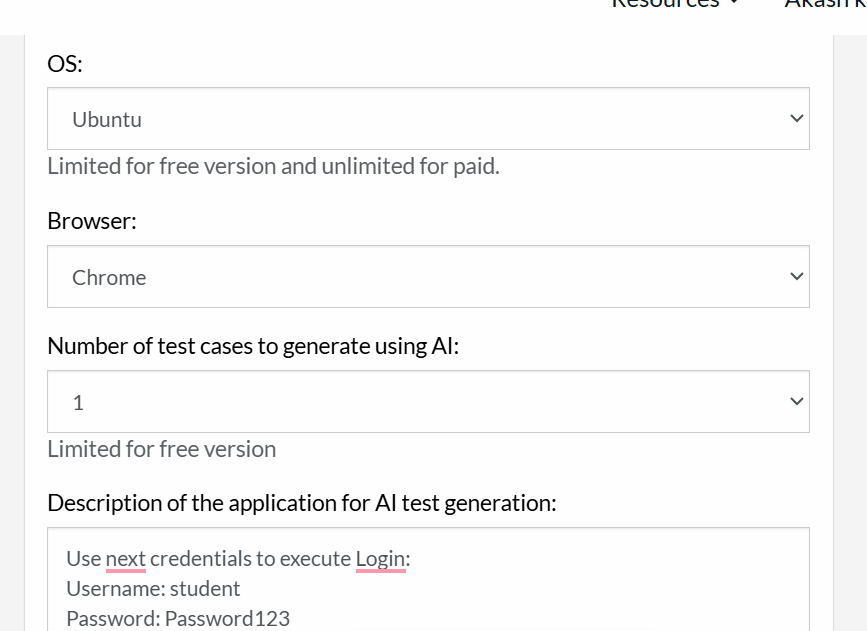 Resources Akash k
OS:
Ubuntu
Limited for free version and unlimited for paid.
Browser:
Chrome
Number of test cases to generate using AI:
1
Limited for free version
Description of the application for AI test generation:
Use next credentials to execute Login:
Username: student
Password: Password123